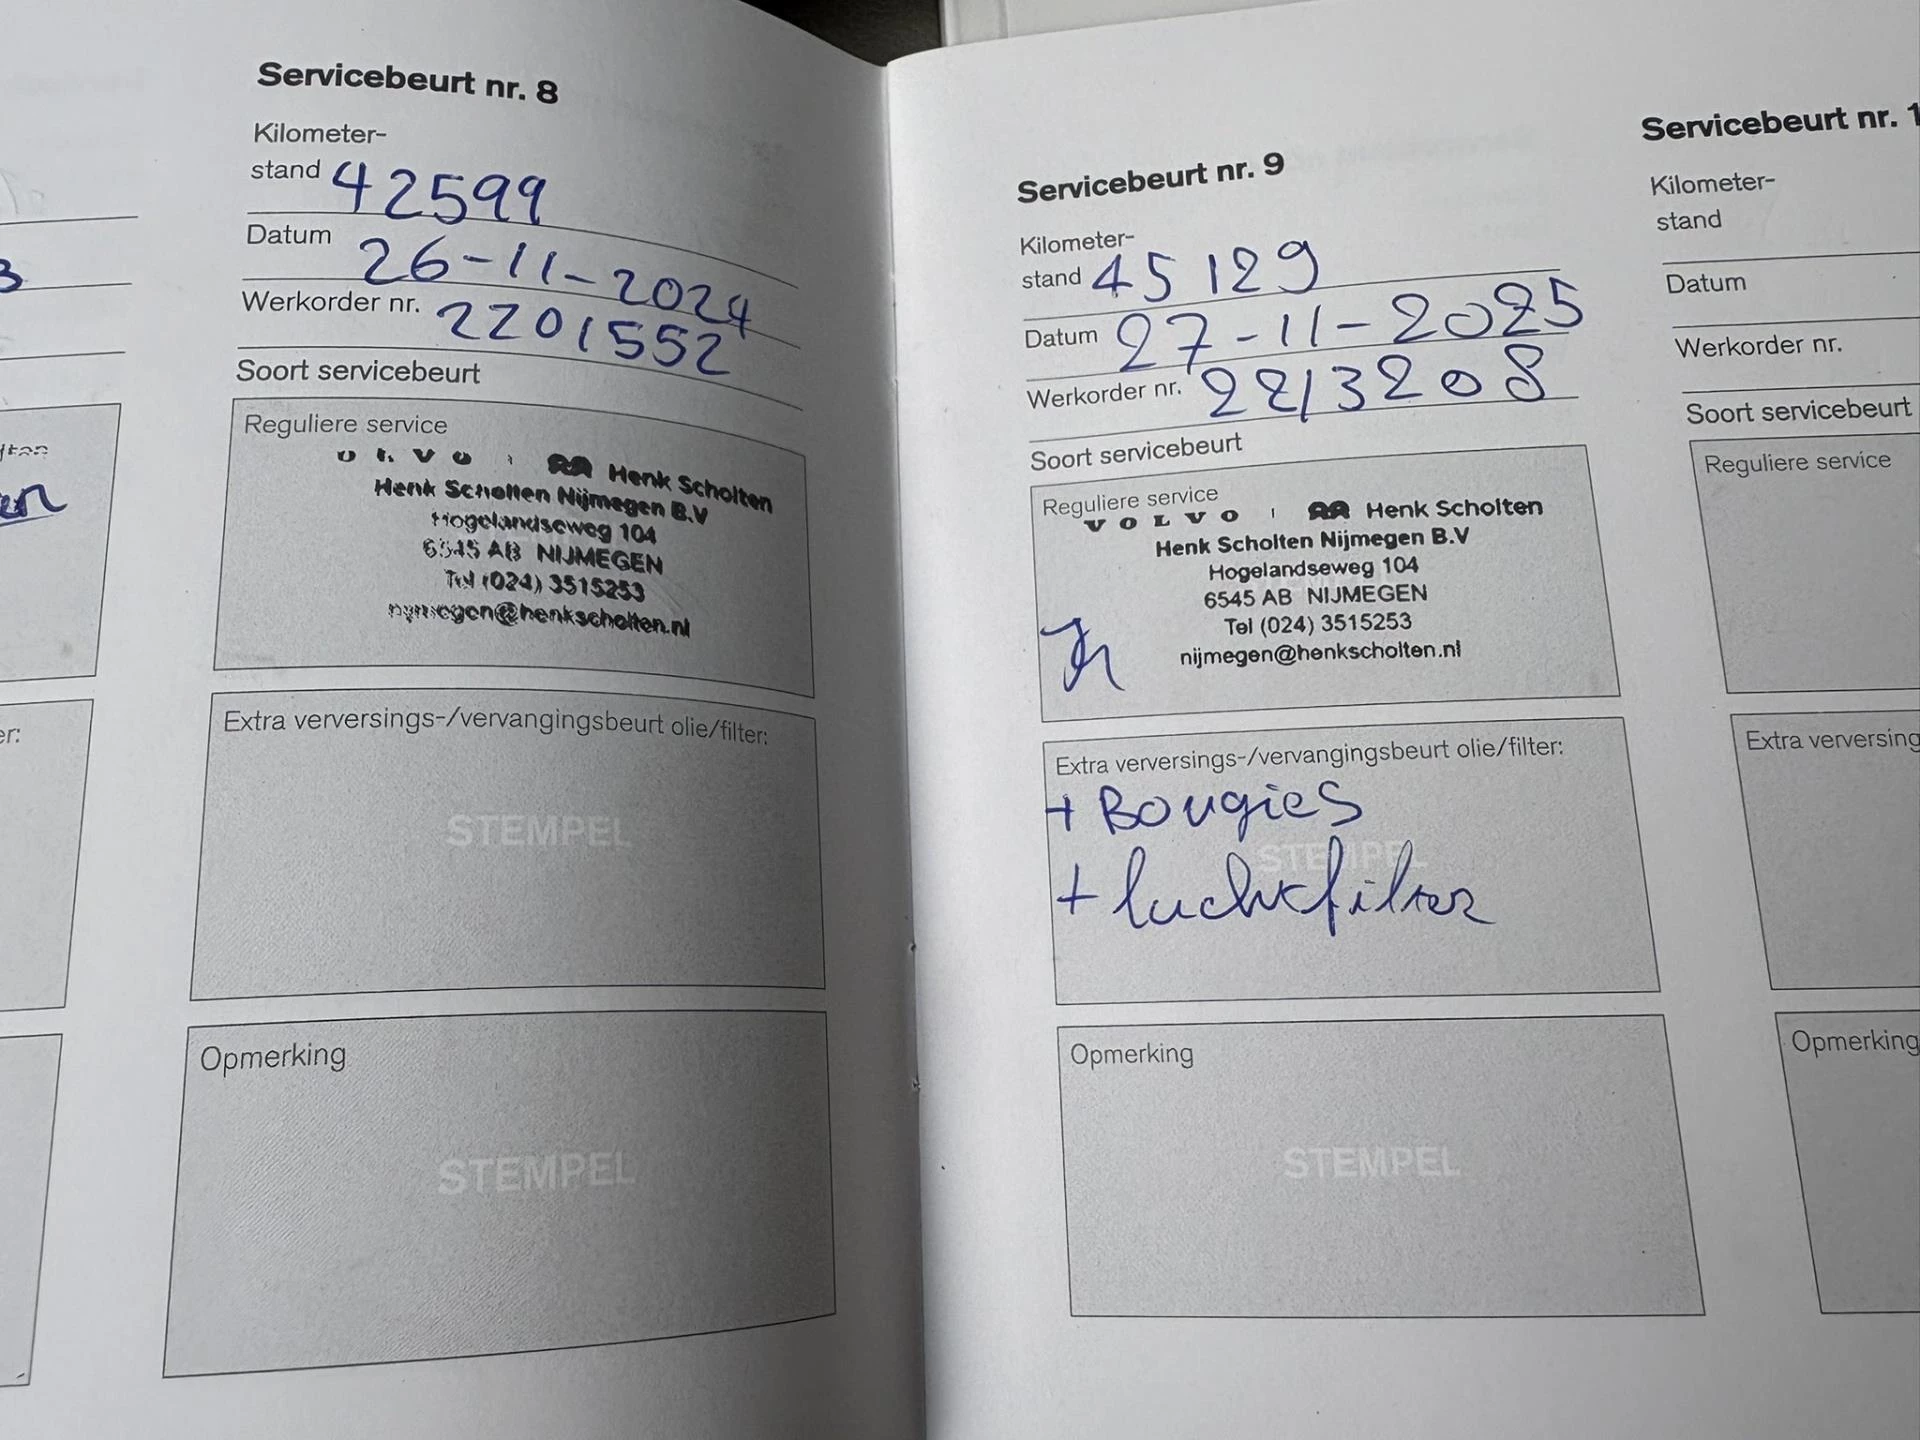 Servicebeurt nr. 8
Kilometer-
stand 42599
Datum 26-11-2024
Werkorder nr. 2201552
Soort servicebeurt
Reguliere service
Henk Scholten
Henk Scholten Nijmegen B.V
Hogelandseweg 104
6545 AB NIJMEGEN
Tel (024) 3515253
nijmegen@henkscholten.nl
Extra verversings-/vervangingsbeurt olie/filter:
STEMPEL
Opmerking
STEMPEL
Servicebeurt nr. 9
Kilometer-
stand 45129
Datum 27-11-2025
Werkorder nr. 2213208
Soort servicebeurt
Reguliere service
VOLVO Henk Scholten
Henk Scholten Nijmegen B.V
Hogelandseweg 104
6545 AB NIJMEGEN
Tel (024) 3515253
nijmegen@henkscholten.nl
Extra verversings-/vervangingsbeurt olie/filter:
+ Bougies
STEMPEL
+ luchtfilter
Opmerking
STEMPEL
Servicebeurt nr. 1
Kilometer-
stand
Datum
Werkorder nr.
Soort servicebeurt
Reguliere service
Extra verversing
Opmerking